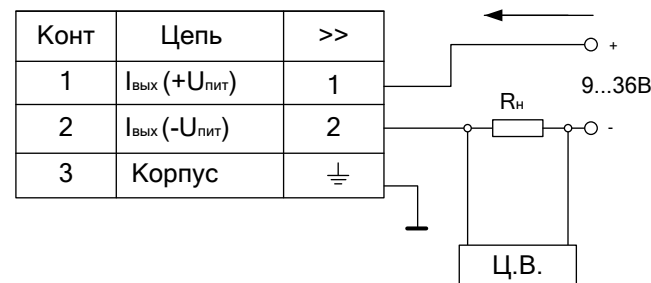 Конт Цепь >>
1 Iвых (+Uпит) 1
2 Iвых (-Uпит) 2
3 Корпус
+
9...36В
Rн
-
Ц.В.